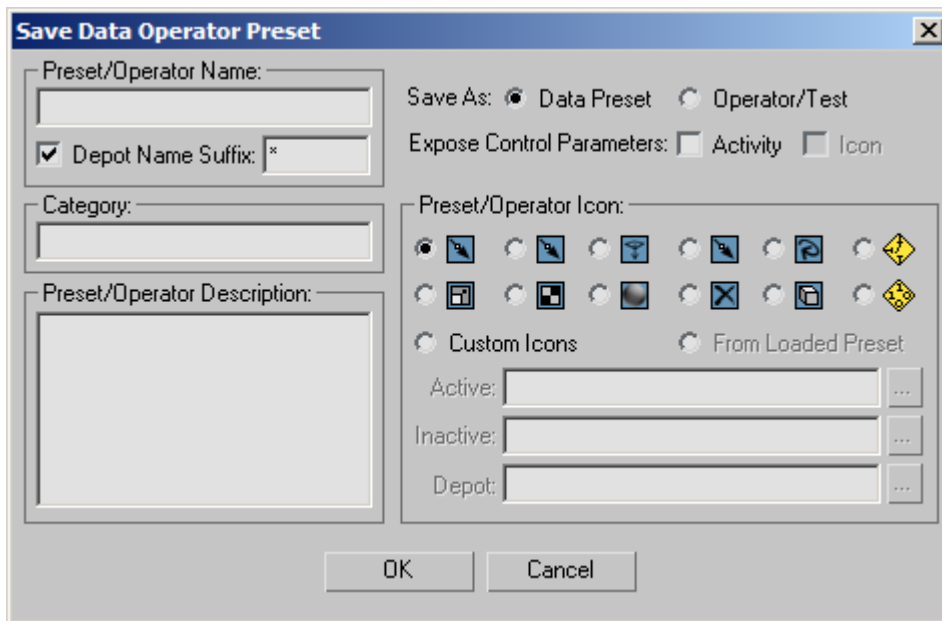 Save Data Operator Preset
Preset/Operator Name:
Depot Name Suffix: *
Save As: Data Preset Operator/Test
Expose Control Parameters: Activity Icon
Category:
Preset/Operator Description:
Preset/Operator Icon:
Custom Icons From Loaded Preset
Active: ...
Inactive: ...
Depot: ...
OK Cancel